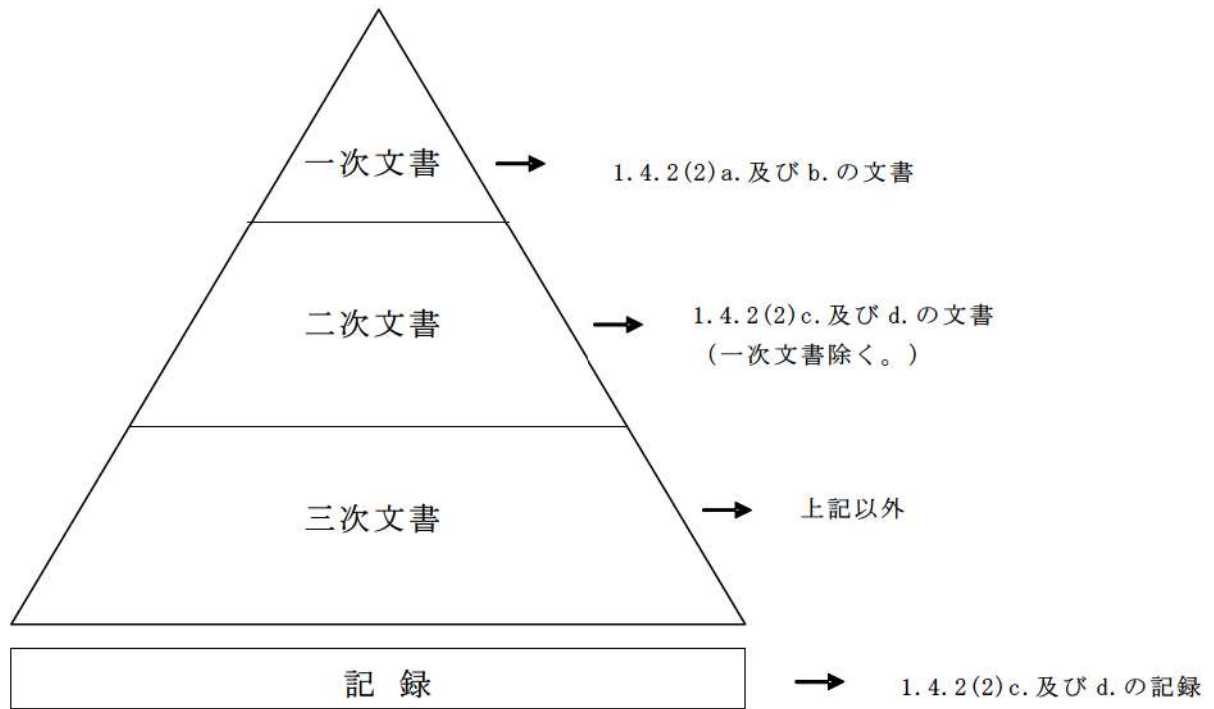 一次文書
1.4.2(2)a.及びb.の文書
二次文書
1.4.2(2)c.及びd.の文書
(一次文書除く。)
三次文書
上記以外
記 録
1.4.2(2)c.及びd.の記録